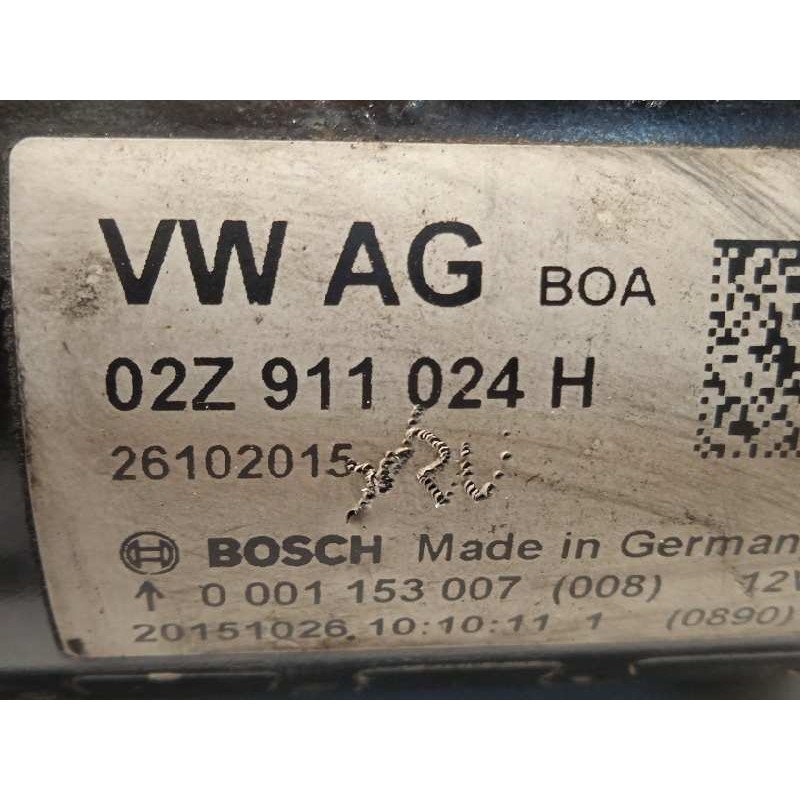 VW AG BOA
02Z 911 024 H
26102015
BOSCH Made in German
↑ 0 001 153 007 (008) 12V
20151026 10:10:11 1 (0890)